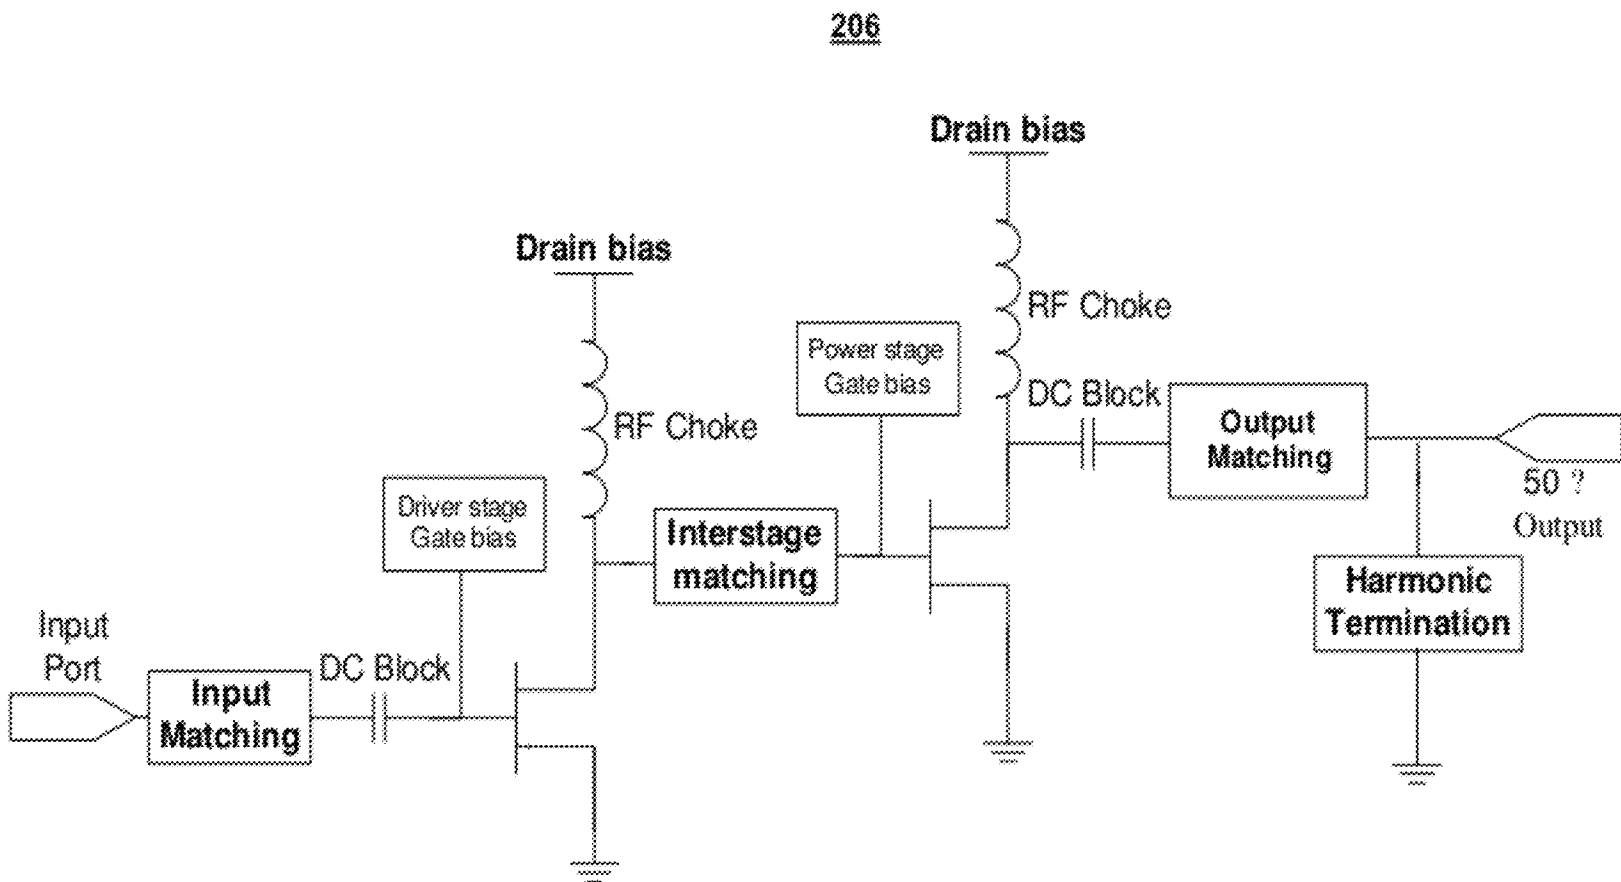 206
Drain bias
Drain bias
RF Choke
Power stage
Gate bias
DC Block
Output
Matching
RF Choke
50 ?
Output
Driver stage
Gate bias
Interstage
matching
Harmonic
Termination
Input
Port
DC Block
Input
Matching